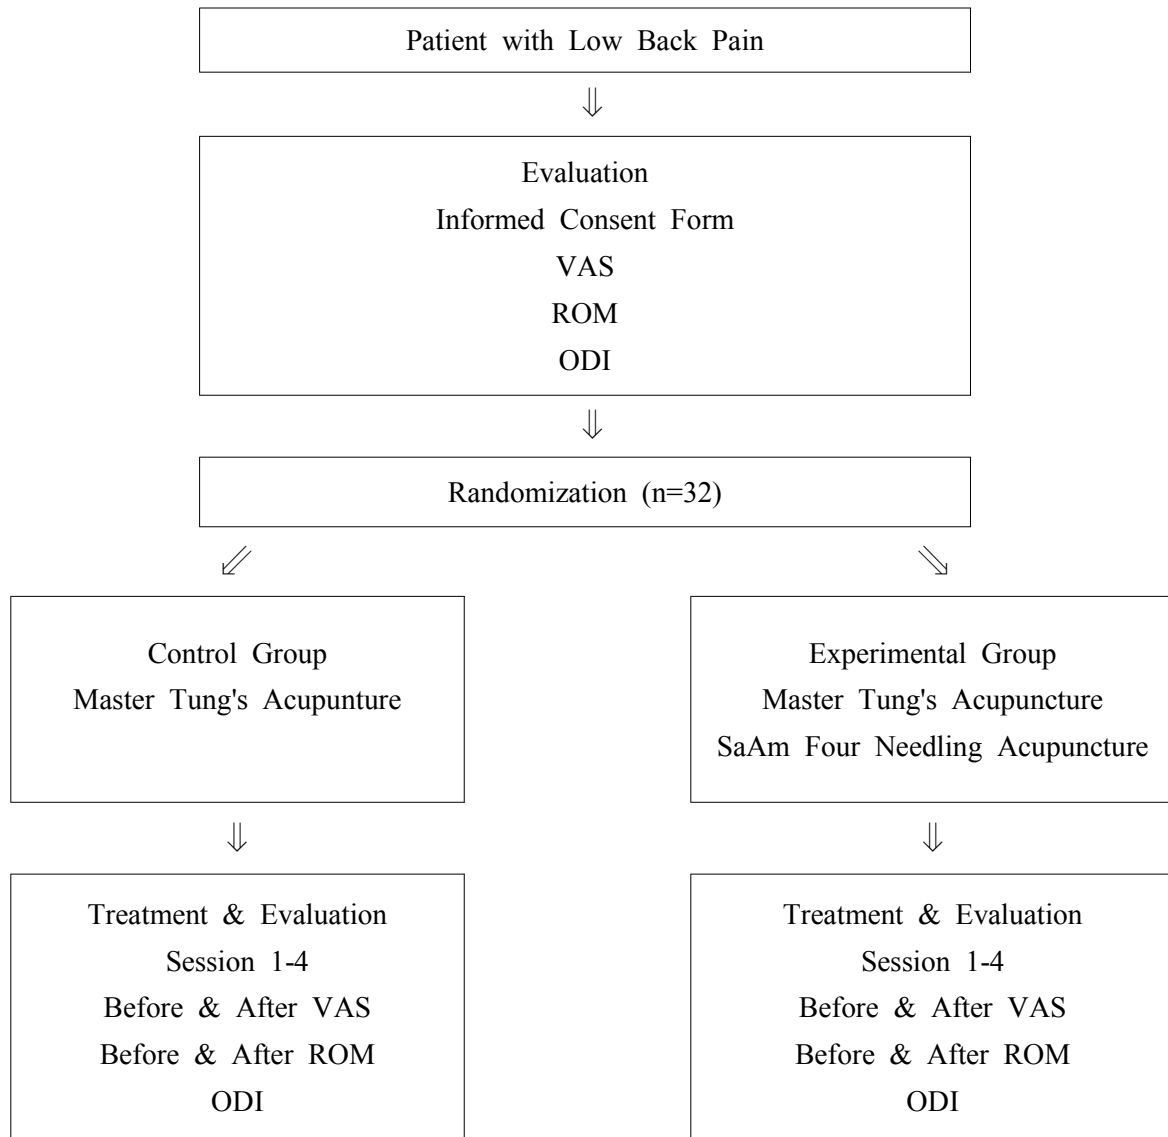 Patient with Low Back Pain
⇓
Evaluation
Informed Consent Form
VAS
ROM
ODI
⇓
Randomization (n=32)
⇙ ⇘
Control Group
Master Tung's Acupunture
Experimental Group
Master Tung's Acupuncture
SaAm Four Needling Acupuncture
⇓ ⇓
Treatment & Evaluation
Session 1-4
Before & After VAS
Before & After ROM
ODI
Treatment & Evaluation
Session 1-4
Before & After VAS
Before & After ROM
ODI